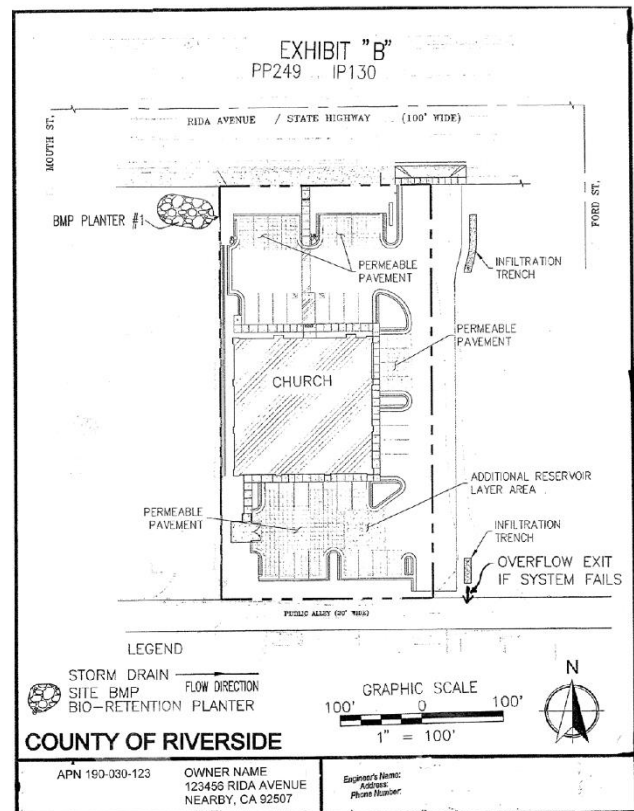 EXHIBIT "B"
PP249 IP130
MOUTH ST.
RIDA AVENUE / STATE HIGHWAY (100' WIDE)
FORD ST.
BMP PLANTER #1
PERMEABLE
PAVEMENT
INFILTRATION
TRENCH
PERMEABLE
PAVEMENT
CHURCH
ADDITIONAL RESERVOIR
LAYER AREA
PERMEABLE
PAVEMENT
INFILTRATION
TRENCH
OVERFLOW EXIT
IF SYSTEM FAILS
PUBLIC ALLEY (20' WIDE)
LEGEND
STORM DRAIN
FLOW DIRECTION
SITE BMP
BIO-RETENTION PLANTER
GRAPHIC SCALE
100' 0 100'
1" = 100'
N
COUNTY OF RIVERSIDE
APN 190-030-123
OWNER NAME
123456 RIDA AVENUE
NEARBY, CA 92507
Engineer's Name:
Address:
Phone Number: